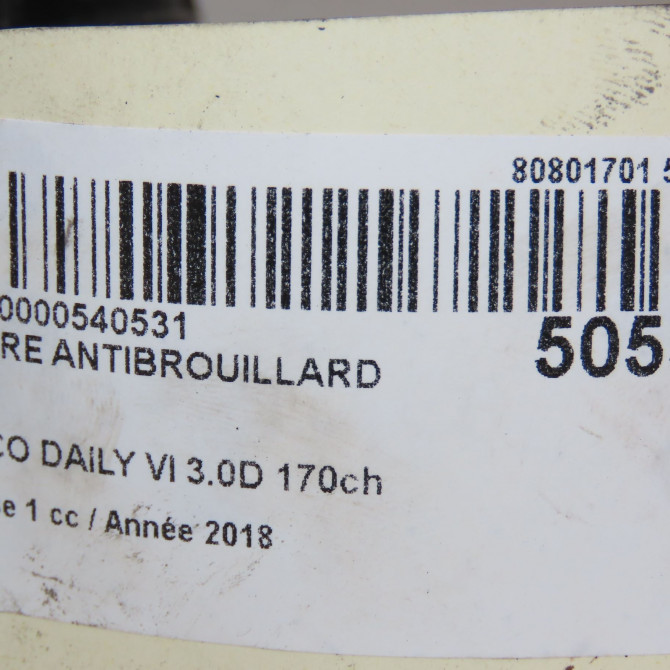 80801701 5
0000540531
RE ANTIBROUILLARD
505
CO DAILY VI 3.0D 170ch
e 1 cc / Année 2018